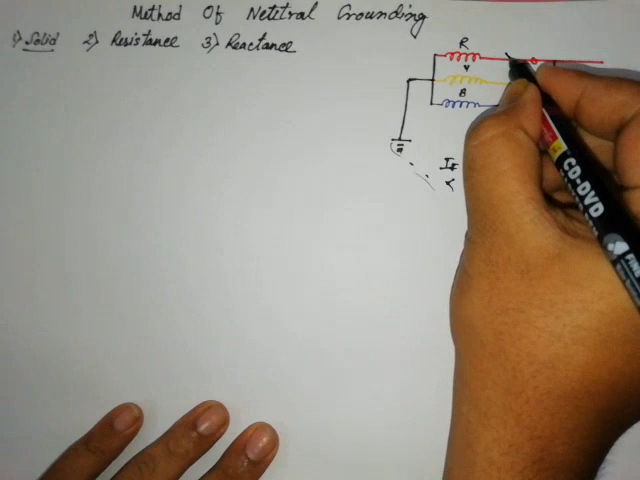 Method Of Netitral Grounding
1) Solid 2) Resistance 3) Reactance
R
Y
B
IF
CD-DVD